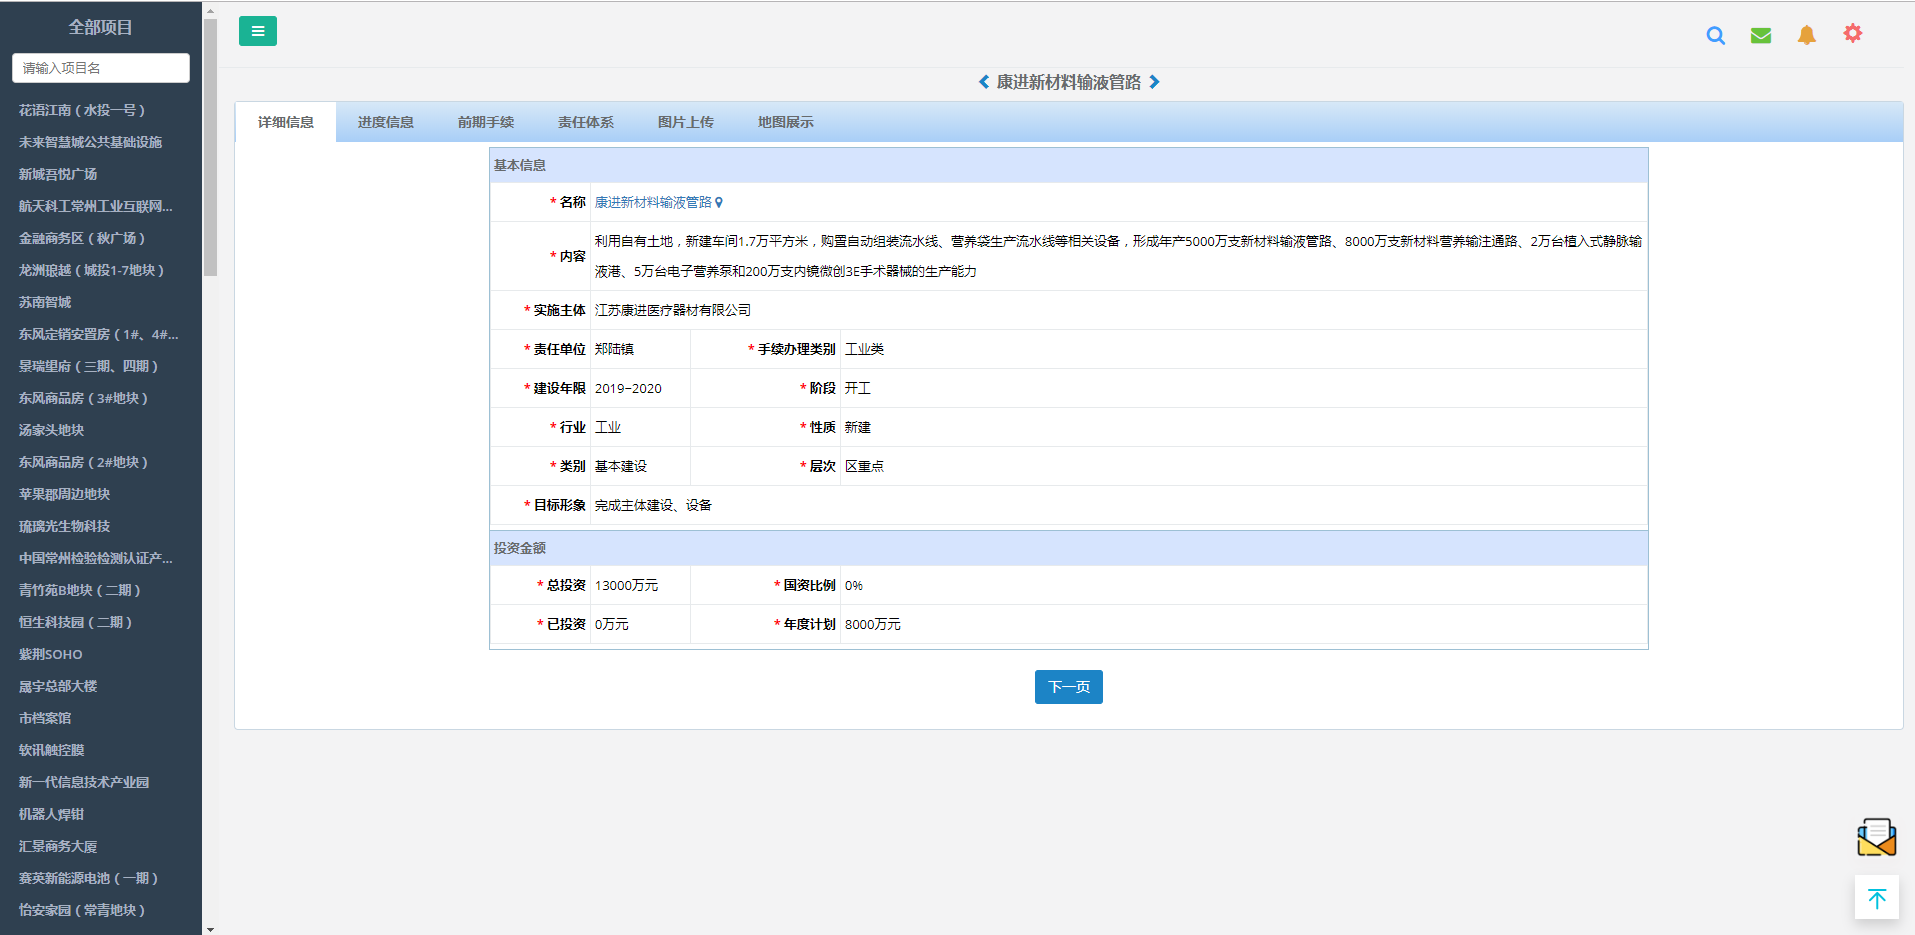 全部项目
请输入项目名
花语江南（水投一号）
未来智慧城公共基础设施
新城吾悦广场
航天科工常州工业互联网...
金融商务区（秋广场）
龙洲琅越（城投1-7地块）
苏南智城
东风定销安置房（1#、4#...
景瑞望府（三期、四期）
东风商品房（3#地块）
汤家头地块
东风商品房（2#地块）
苹果郡周边地块
琉璃光生物科技
中国常州检验检测认证产...
青竹苑B地块（二期）
恒生科技园（二期）
紫荆SOHO
晟宇总部大楼
市档案馆
软讯触控膜
新一代信息技术产业园
机器人焊钳
汇景商务大厦
赛英新能源电池（一期）
怡安家园（常青地块）
康进新材料输液管路
详细信息 进度信息 前期手续 责任体系 图片上传 地图展示
基本信息
* 名称 康进新材料输液管路
* 内容 利用自有土地，新建车间1.7万平方米，购置自动组装流水线、营养袋生产流水线等相关设备，形成年产5000万支新材料输液管路、8000万支新材料营养输注通路、2万台植入式静脉输
液港、5万台电子营养泵和200万支内镜微创3E手术器械的生产能力
* 实施主体 江苏康进医疗器材有限公司
* 责任单位 郑陆镇 * 手续办理类别 工业类
* 建设年限 2019~2020 * 阶段 开工
* 行业 工业 * 性质 新建
* 类别 基本建设 * 层次 区重点
* 目标形象 完成主体建设、设备
投资金额
* 总投资 13000万元 * 国资比例 0%
* 已投资 0万元 * 年度计划 8000万元
下一页